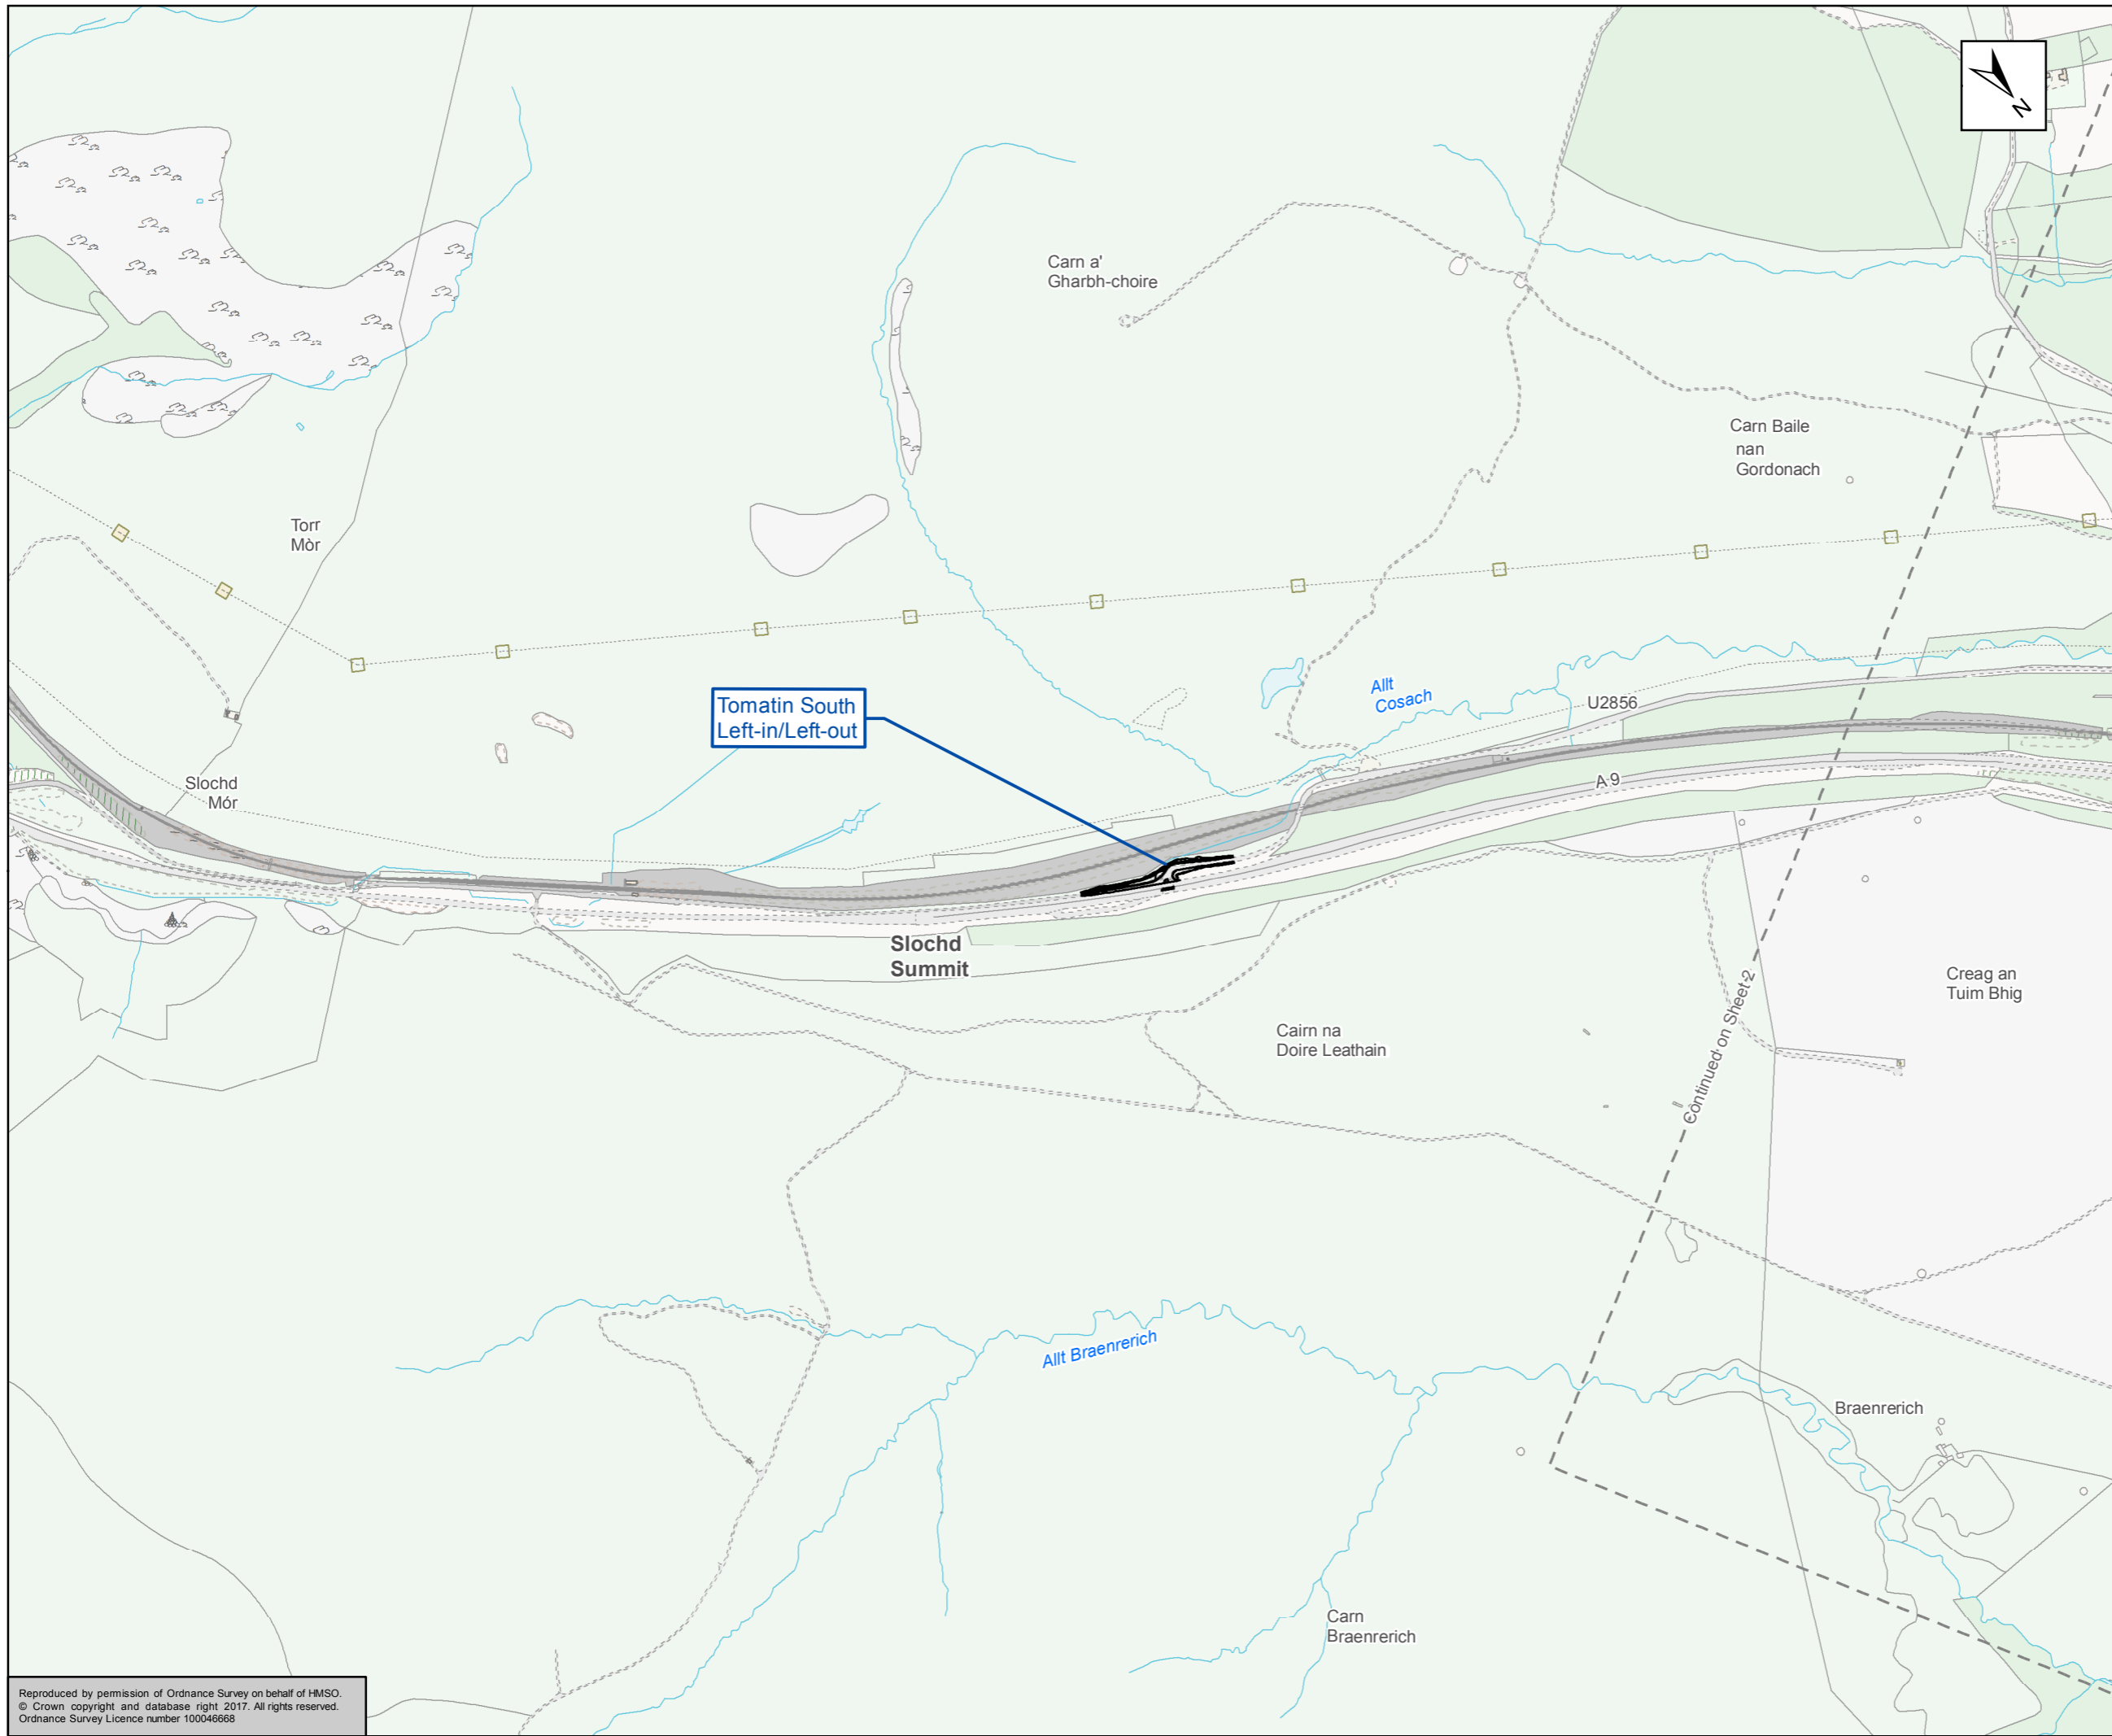 N
Carn a'
Gharbh-choire
Carn Baile
nan
Gordonach
Torr
Mòr
Allt
Cosach
U2856
Tomatin South
Left-in/Left-out
Slochd
Mór
A 9
Slochd
Summit
Creag an
Tuim Bhig
Continued on Sheet 2
Cairn na
Doire Leathain
Allt Braenrerich
Braenrerich
Carn
Braenrerich
Reproduced by permission of Ordnance Survey on behalf of HMSO.
© Crown copyright and database right 2017. All rights reserved.
Ordnance Survey Licence number 100046668